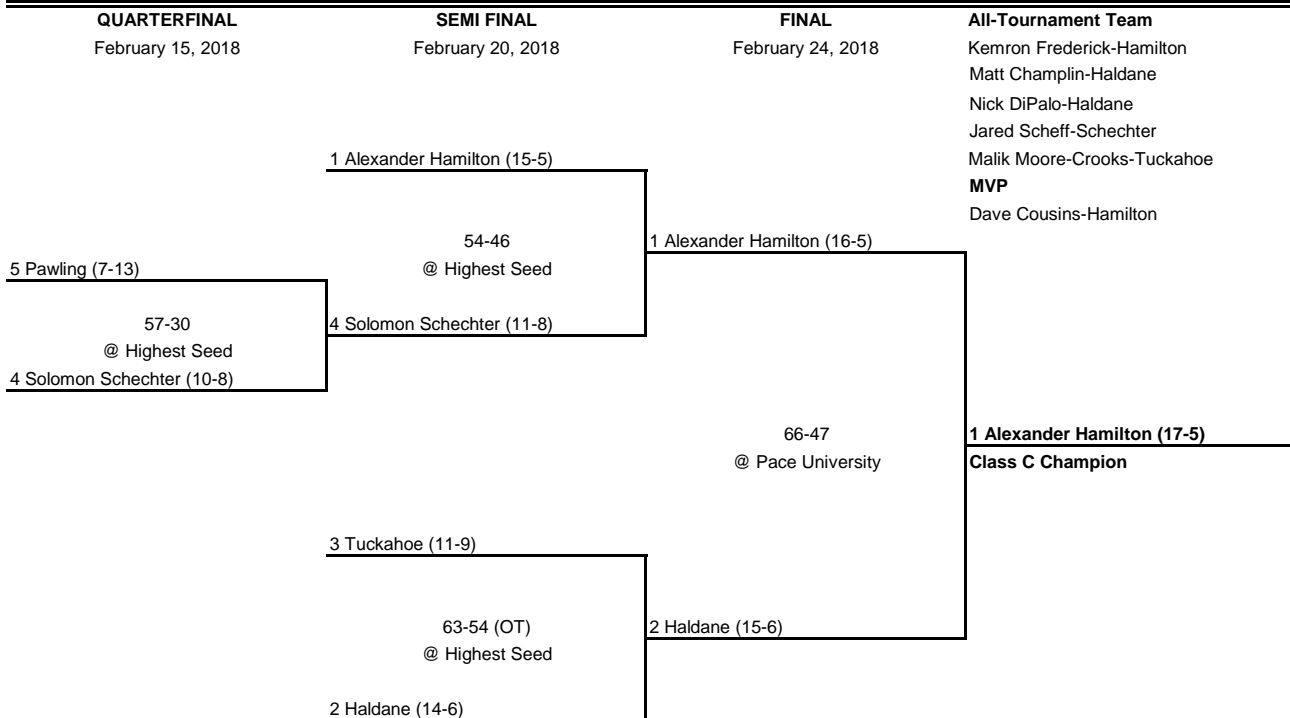 QUARTERFINAL
SEMI FINAL
FINAL
All-Tournament Team
February 15, 2018
February 20, 2018
February 24, 2018
Kemron Frederick-Hamilton
Matt Champlin-Haldane
Nick DiPalo-Haldane
Jared Scheff-Schechter
1 Alexander Hamilton (15-5)
Malik Moore-Crooks-Tuckahoe
MVP
Dave Cousins-Hamilton
54-46
1 Alexander Hamilton (16-5)
5 Pawling (7-13)
@ Highest Seed
57-30
4 Solomon Schechter (11-8)
@ Highest Seed
4 Solomon Schechter (10-8)
66-47
1 Alexander Hamilton (17-5)
@ Pace University
Class C Champion
3 Tuckahoe (11-9)
63-54 (OT)
2 Haldane (15-6)
@ Highest Seed
2 Haldane (14-6)